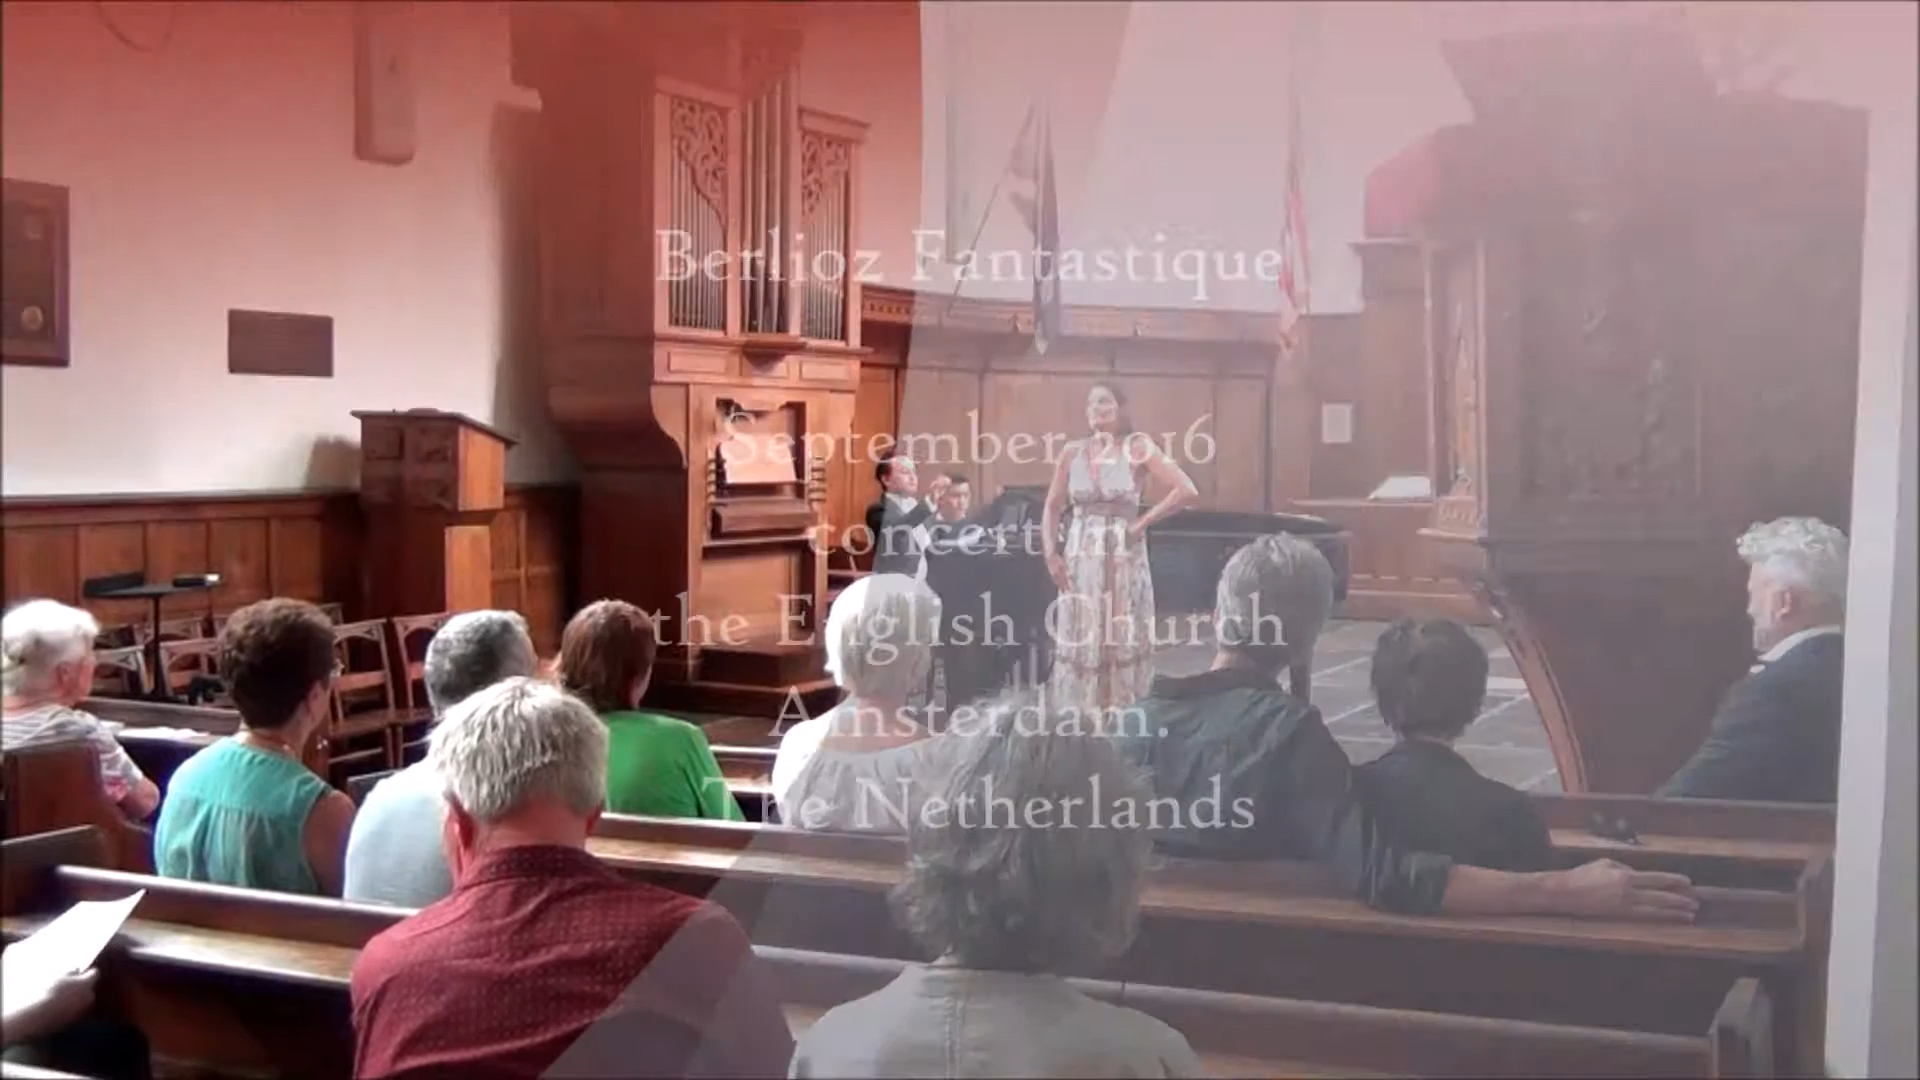 Berlioz Fantastique
September 2016
concert in
the English Church
Amsterdam.
The Netherlands